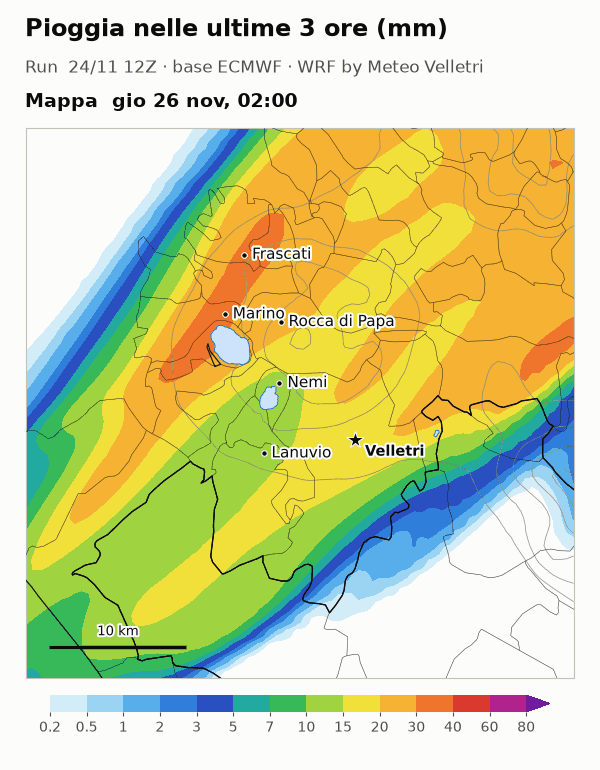 Pioggia nelle ultime 3 ore (mm)
Run  24/11 12Z · base ECMWF · WRF by Meteo Velletri
Mappa  gio 26 nov, 02:00
Frascati
Marino
Rocca di Papa
Nemi
Velletri
Lanuvio
10 km
0.2 0.5 1 2 3 5 7 10 15 20 30 40 60 80